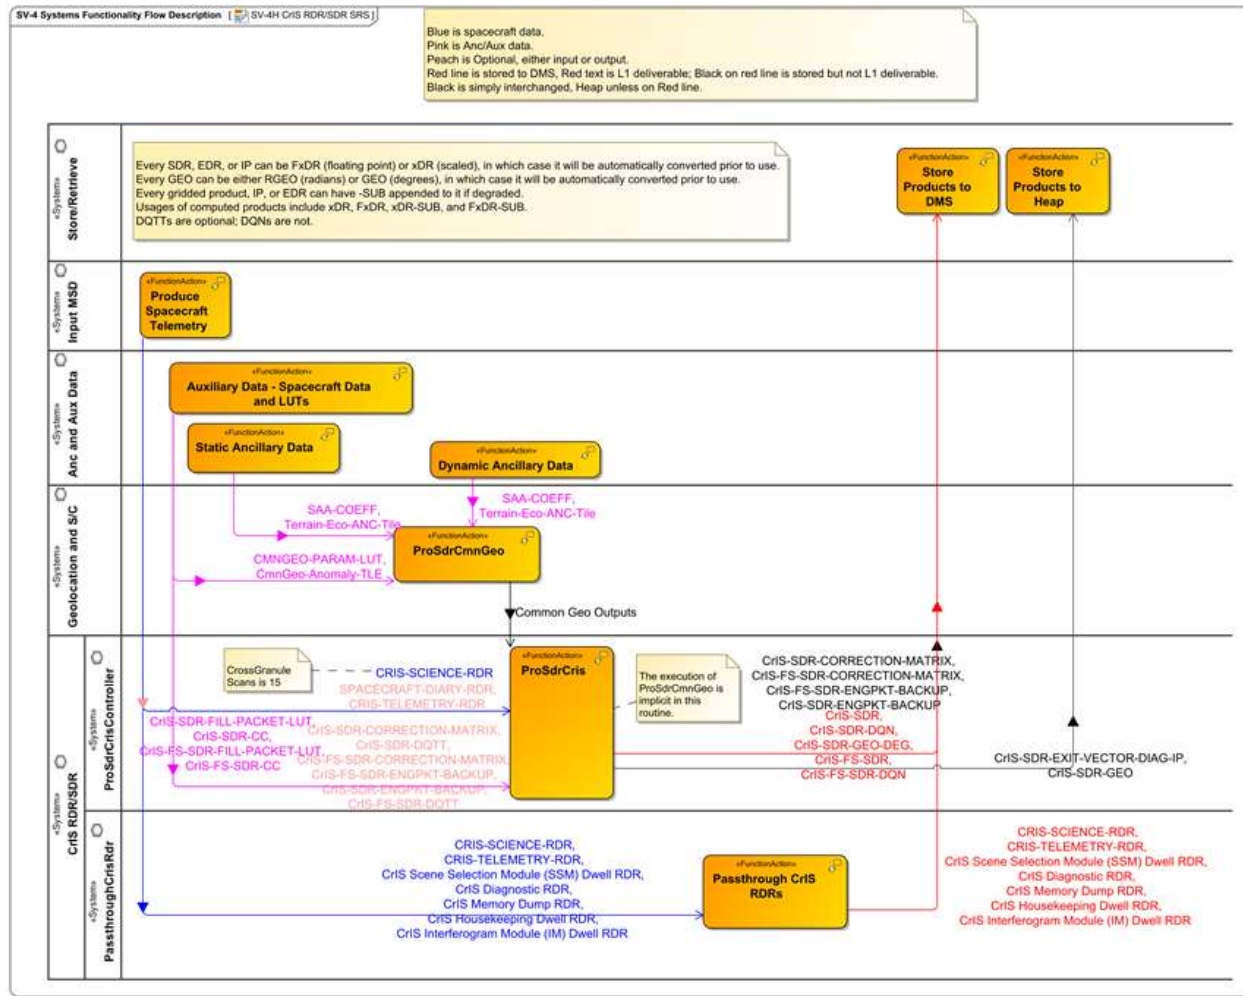 SV-4 Systems Functionality Flow Description [ SV-4H CrIS RDR/SDR SRS ]
Blue is spacecraft data.
Pink is Anc/Aux data.
Peach is Optional, either input or output.
Red line is stored to DMS, Red text is L1 deliverable; Black on red line is stored but not L1 deliverable.
Black is simply interchanged, Heap unless on Red line.
«System»
Store/Retrieve
Every SDR, EDR, or IP can be FxDR (floating point) or xDR (scaled), in which case it will be automatically converted prior to use.
Every GEO can be either RGEO (radians) or GEO (degrees), in which case it will be automatically converted prior to use.
Every gridded product, IP, or EDR can have -SUB appended to it if degraded.
Usages of computed products include xDR, FxDR, xDR-SUB, and FxDR-SUB.
DQTTs are optional; DQNs are not.
«FunctionAction»
Store
Products to
DMS
«FunctionAction»
Store
Products to
Heap
«System»
Input MSD
«FunctionAction»
Produce
Spacecraft
Telemetry
«System»
Anc and Aux Data
«FunctionAction»
Auxiliary Data - Spacecraft Data
and LUTs
«FunctionAction»
Static Ancillary Data
«FunctionAction»
Dynamic Ancillary Data
«System»
Geolocation and S/C
SAA-COEFF,
Terrain-Eco-ANC-Tile
SAA-COEFF,
Terrain-Eco-ANC-Tile
CMNGEO-PARAM-LUT,
CmnGeo-Anomaly-TLE
«FunctionAction»
ProSdrCmnGeo
Common Geo Outputs
«System»
CrIS RDR/SDR
«System»
ProSdrCrisController
CrossGranule
Scans is 15
CRIS-SCIENCE-RDR
SPACECRAFT-DIARY-RDR,
CRIS-TELEMETRY-RDR
CrIS-SDR-FILL-PACKET-LUT,
CrIS-SDR-CC,
CrIS-FS-SDR-FILL-PACKET-LUT,
CrIS-FS-SDR-CC
CrIS-SDR-CORRECTION-MATRIX,
CrIS-SDR-DQTT,
CrIS-FS-SDR-CORRECTION-MATRIX,
CrIS-FS-SDR-ENGPKT-BACKUP,
CrIS-SDR-ENGPKT-BACKUP,
CrIS-FS-SDR-DQTT
«FunctionAction»
ProSdrCris
The execution of
ProSdrCmnGeo is
implicit in this
routine.
CrIS-SDR-CORRECTION-MATRIX,
CrIS-FS-SDR-CORRECTION-MATRIX,
CrIS-FS-SDR-ENGPKT-BACKUP,
CrIS-SDR-ENGPKT-BACKUP
CrIS-SDR,
CrIS-SDR-DQN,
CrIS-SDR-GEO-DEG,
CrIS-FS-SDR,
CrIS-FS-SDR-DQN
CrIS-SDR-EXIT-VECTOR-DIAG-IP,
CrIS-SDR-GEO
«System»
PassthroughCrisRdr
CRIS-SCIENCE-RDR,
CRIS-TELEMETRY-RDR,
CrIS Scene Selection Module (SSM) Dwell RDR,
CrIS Diagnostic RDR,
CrIS Memory Dump RDR,
CrIS Housekeeping Dwell RDR,
CrIS Interferogram Module (IM) Dwell RDR
«FunctionAction»
Passthrough CrIS
RDRs
CRIS-SCIENCE-RDR,
CRIS-TELEMETRY-RDR,
CrIS Scene Selection Module (SSM) Dwell RDR,
CrIS Diagnostic RDR,
CrIS Memory Dump RDR,
CrIS Housekeeping Dwell RDR,
CrIS Interferogram Module (IM) Dwell RDR